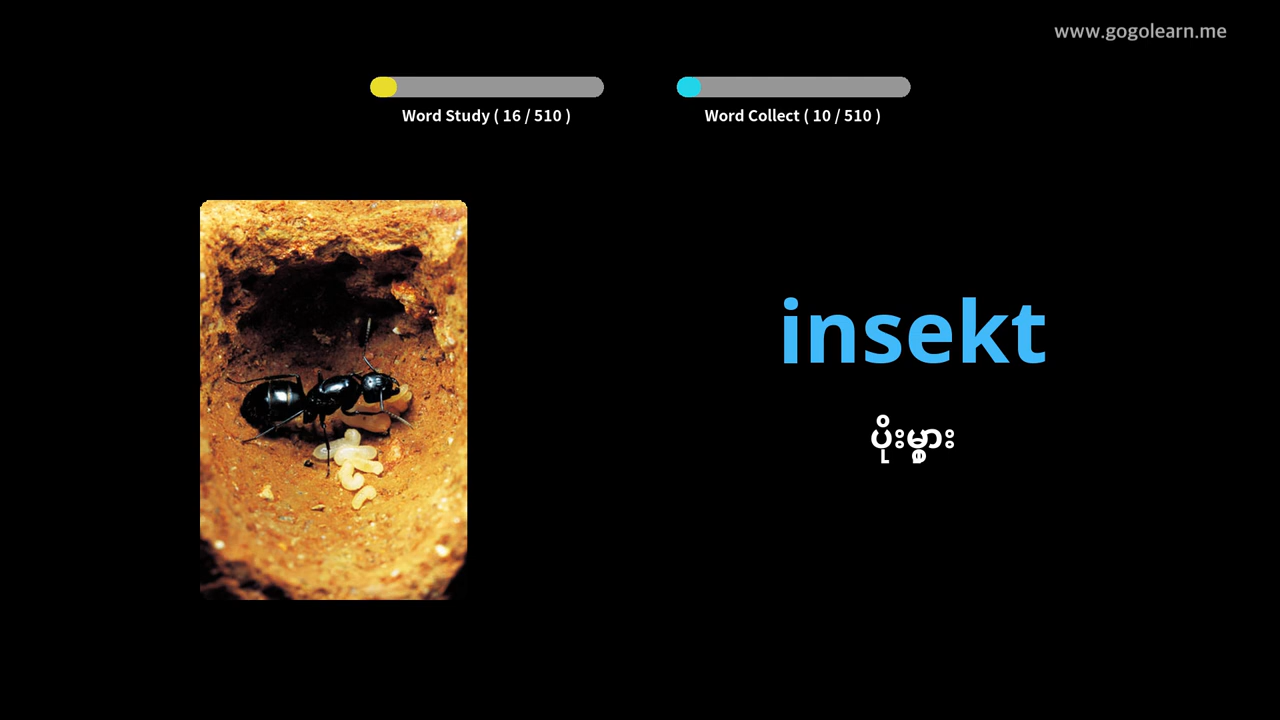 www.gogolearn.me
Word Study ( 16 / 510 )
Word Collect ( 10 / 510 )
insekt
ပိုးမွှား